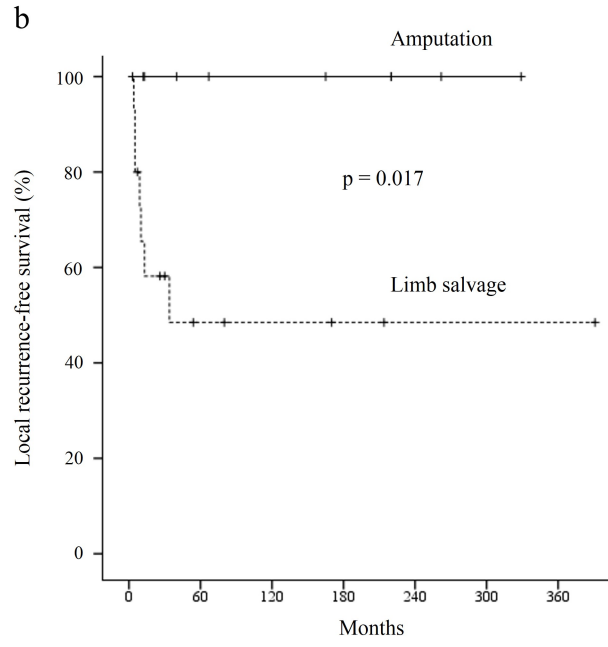 b
Amputation
100
80
p = 0.017
60
Limb salvage
40
20
0
Local recurrence-free survival (%)
0 60 120 180 240 300 360
Months